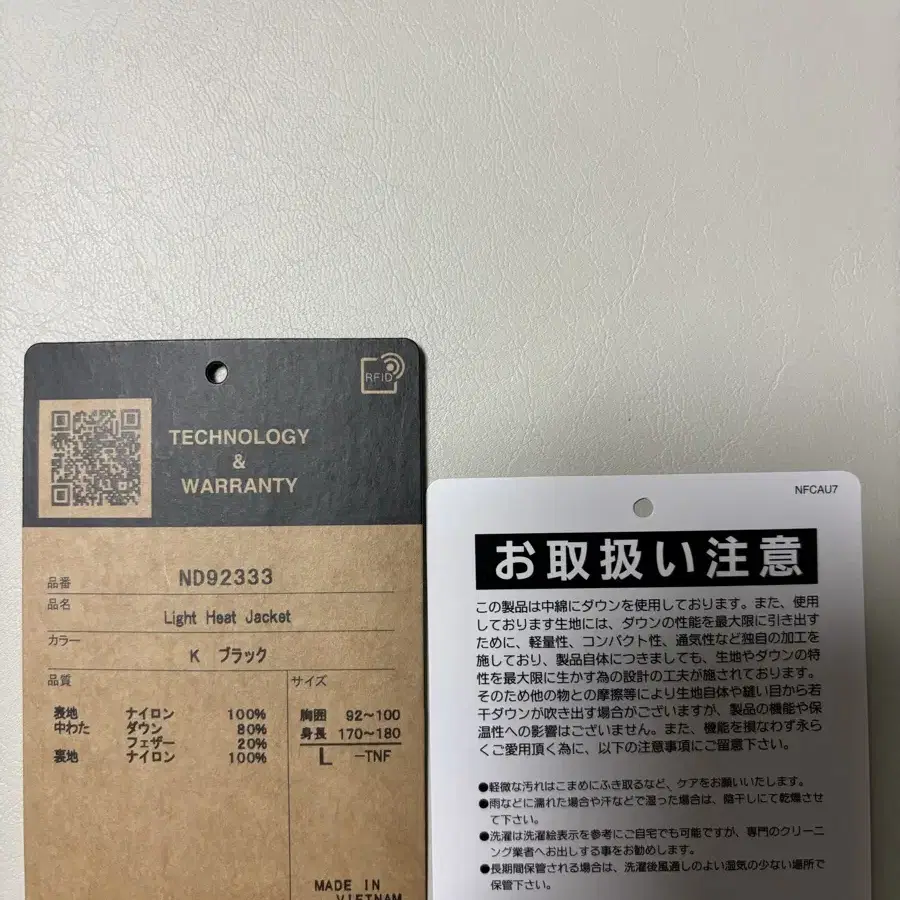 RFID
TECHNOLOGY
&
WARRANTY
品番 ND92333
品名
Light Heat Jacket
カラー
K ブラック
品質
表地 ナイロン 100%
中わた ダウン 80%
フェザー 20%
裏地 ナイロン 100%
サイズ
胸囲 92~100
身長 170~180
L -TNF
MADE IN
VIETNAM
NFCAU7
お取扱い注意
この製品は中綿にダウンを使用しております。また、使用
しております生地には、ダウンの性能を最大限に引き出す
ために、軽量性、コンパクト性、通気性など独自の加工を
施しており、製品自体につきましても、生地やダウンの特
性を最大限に生かす為の設計の工夫が施されております。
そのため他の物との摩擦等により生地自体や縫い目から若
干ダウンが吹き出す場合がございますが、製品の機能や保
温性への影響はございません。また、機能を損なわず永ら
くご愛用頂く為に、以下の注意事項にご留意下さい。
●軽微な汚れはこまめにふき取るなど、ケアをお願いいたします。
●雨などに濡れた場合や汗などで湿った場合は、陰干しにて乾燥させ
て下さい。
●洗濯は洗濯絵表示を参考にご自宅でも可能ですが、専門のクリーニ
ング業者へお出しする事をお勧めします。
●長期間保管される場合は、洗濯後風通しのよい湿気の少ない場所で
保管下さい。